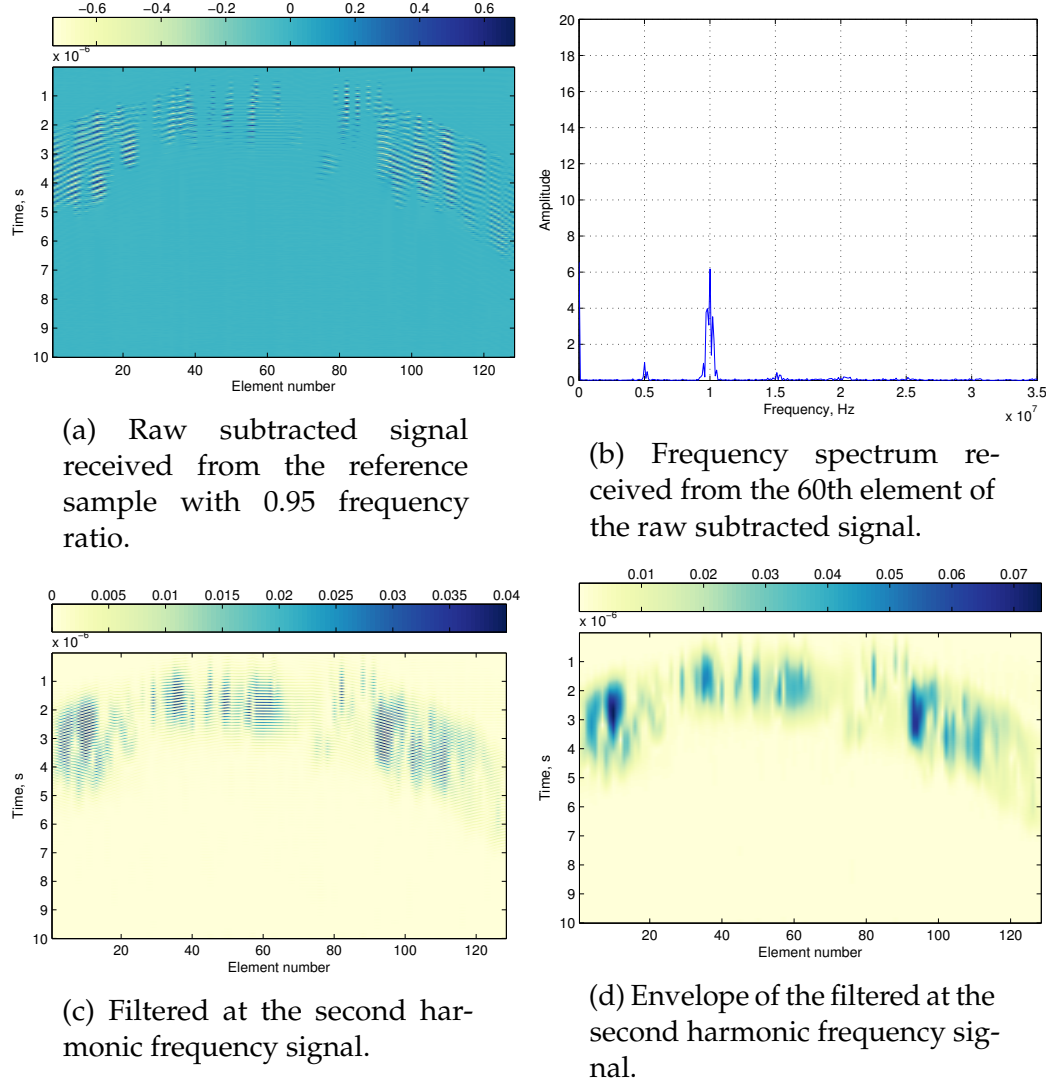 −0.6 −0.4 −0.2 0 0.2 0.4 0.6
x 10⁻⁶
1
2
3
4
5
6
7
8
9
10
Time, s
20 40 60 80 100 120
Element number
(a) Raw subtracted signal
received from the reference
sample with 0.95 frequency
ratio.
20
18
16
14
12
10
8
6
4
2
0
Amplitude
0 0.5 1 1.5 2 2.5 3 3.5
Frequency, Hz
x 10⁷
(b) Frequency spectrum re-
ceived from the 60th element of
the raw subtracted signal.
0 0.005 0.01 0.015 0.02 0.025 0.03 0.035 0.04
x 10⁻⁶
1
2
3
4
5
6
7
8
9
10
Time, s
20 40 60 80 100 120
Element number
(c) Filtered at the second har-
monic frequency signal.
0.01 0.02 0.03 0.04 0.05 0.06 0.07
x 10⁻⁶
1
2
3
4
5
6
7
8
9
10
Time, s
20 40 60 80 100 120
Element number
(d) Envelope of the filtered at the
second harmonic frequency sig-
nal.